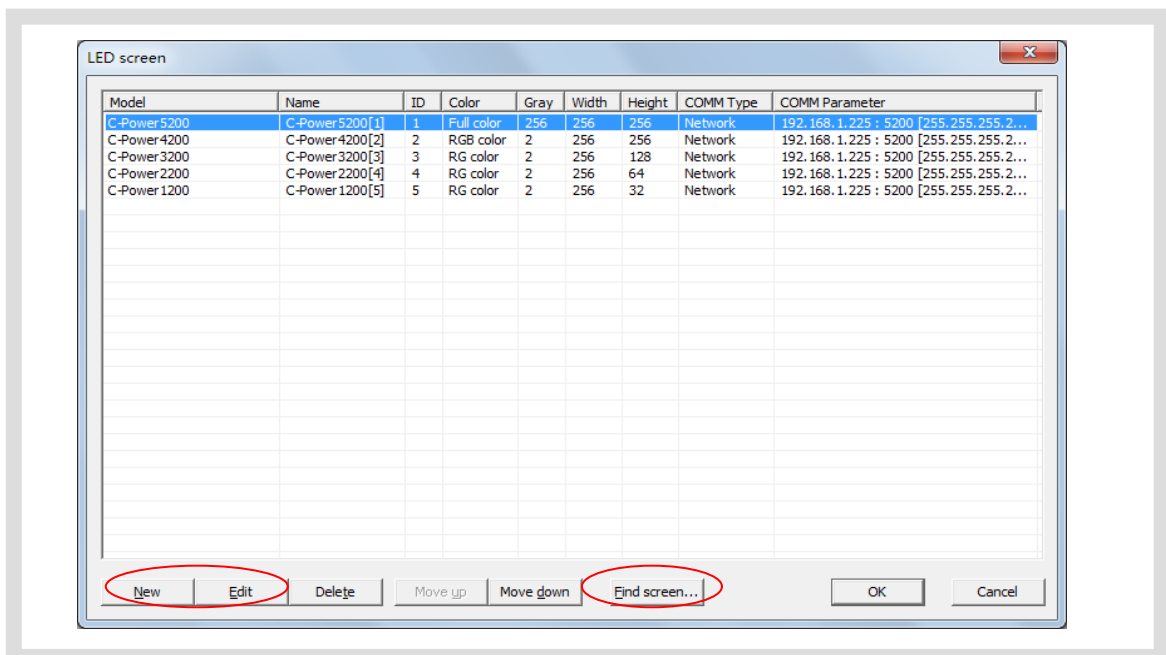 LED screen
Model Name ID Color Gray Width Height COMM Type COMM Parameter
C-Power5200 C-Power5200[1] 1 Full color 256 256 256 Network 192.168.1.225 : 5200 [255.255.255.2...
C-Power4200 C-Power4200[2] 2 RGB color 2 256 256 Network 192.168.1.225 : 5200 [255.255.255.2...
C-Power3200 C-Power3200[3] 3 RG color 2 256 128 Network 192.168.1.225 : 5200 [255.255.255.2...
C-Power2200 C-Power2200[4] 4 RG color 2 256 64 Network 192.168.1.225 : 5200 [255.255.255.2...
C-Power1200 C-Power1200[5] 5 RG color 2 256 32 Network 192.168.1.225 : 5200 [255.255.255.2...
New Edit Delete Move up Move down Find screen... OK Cancel